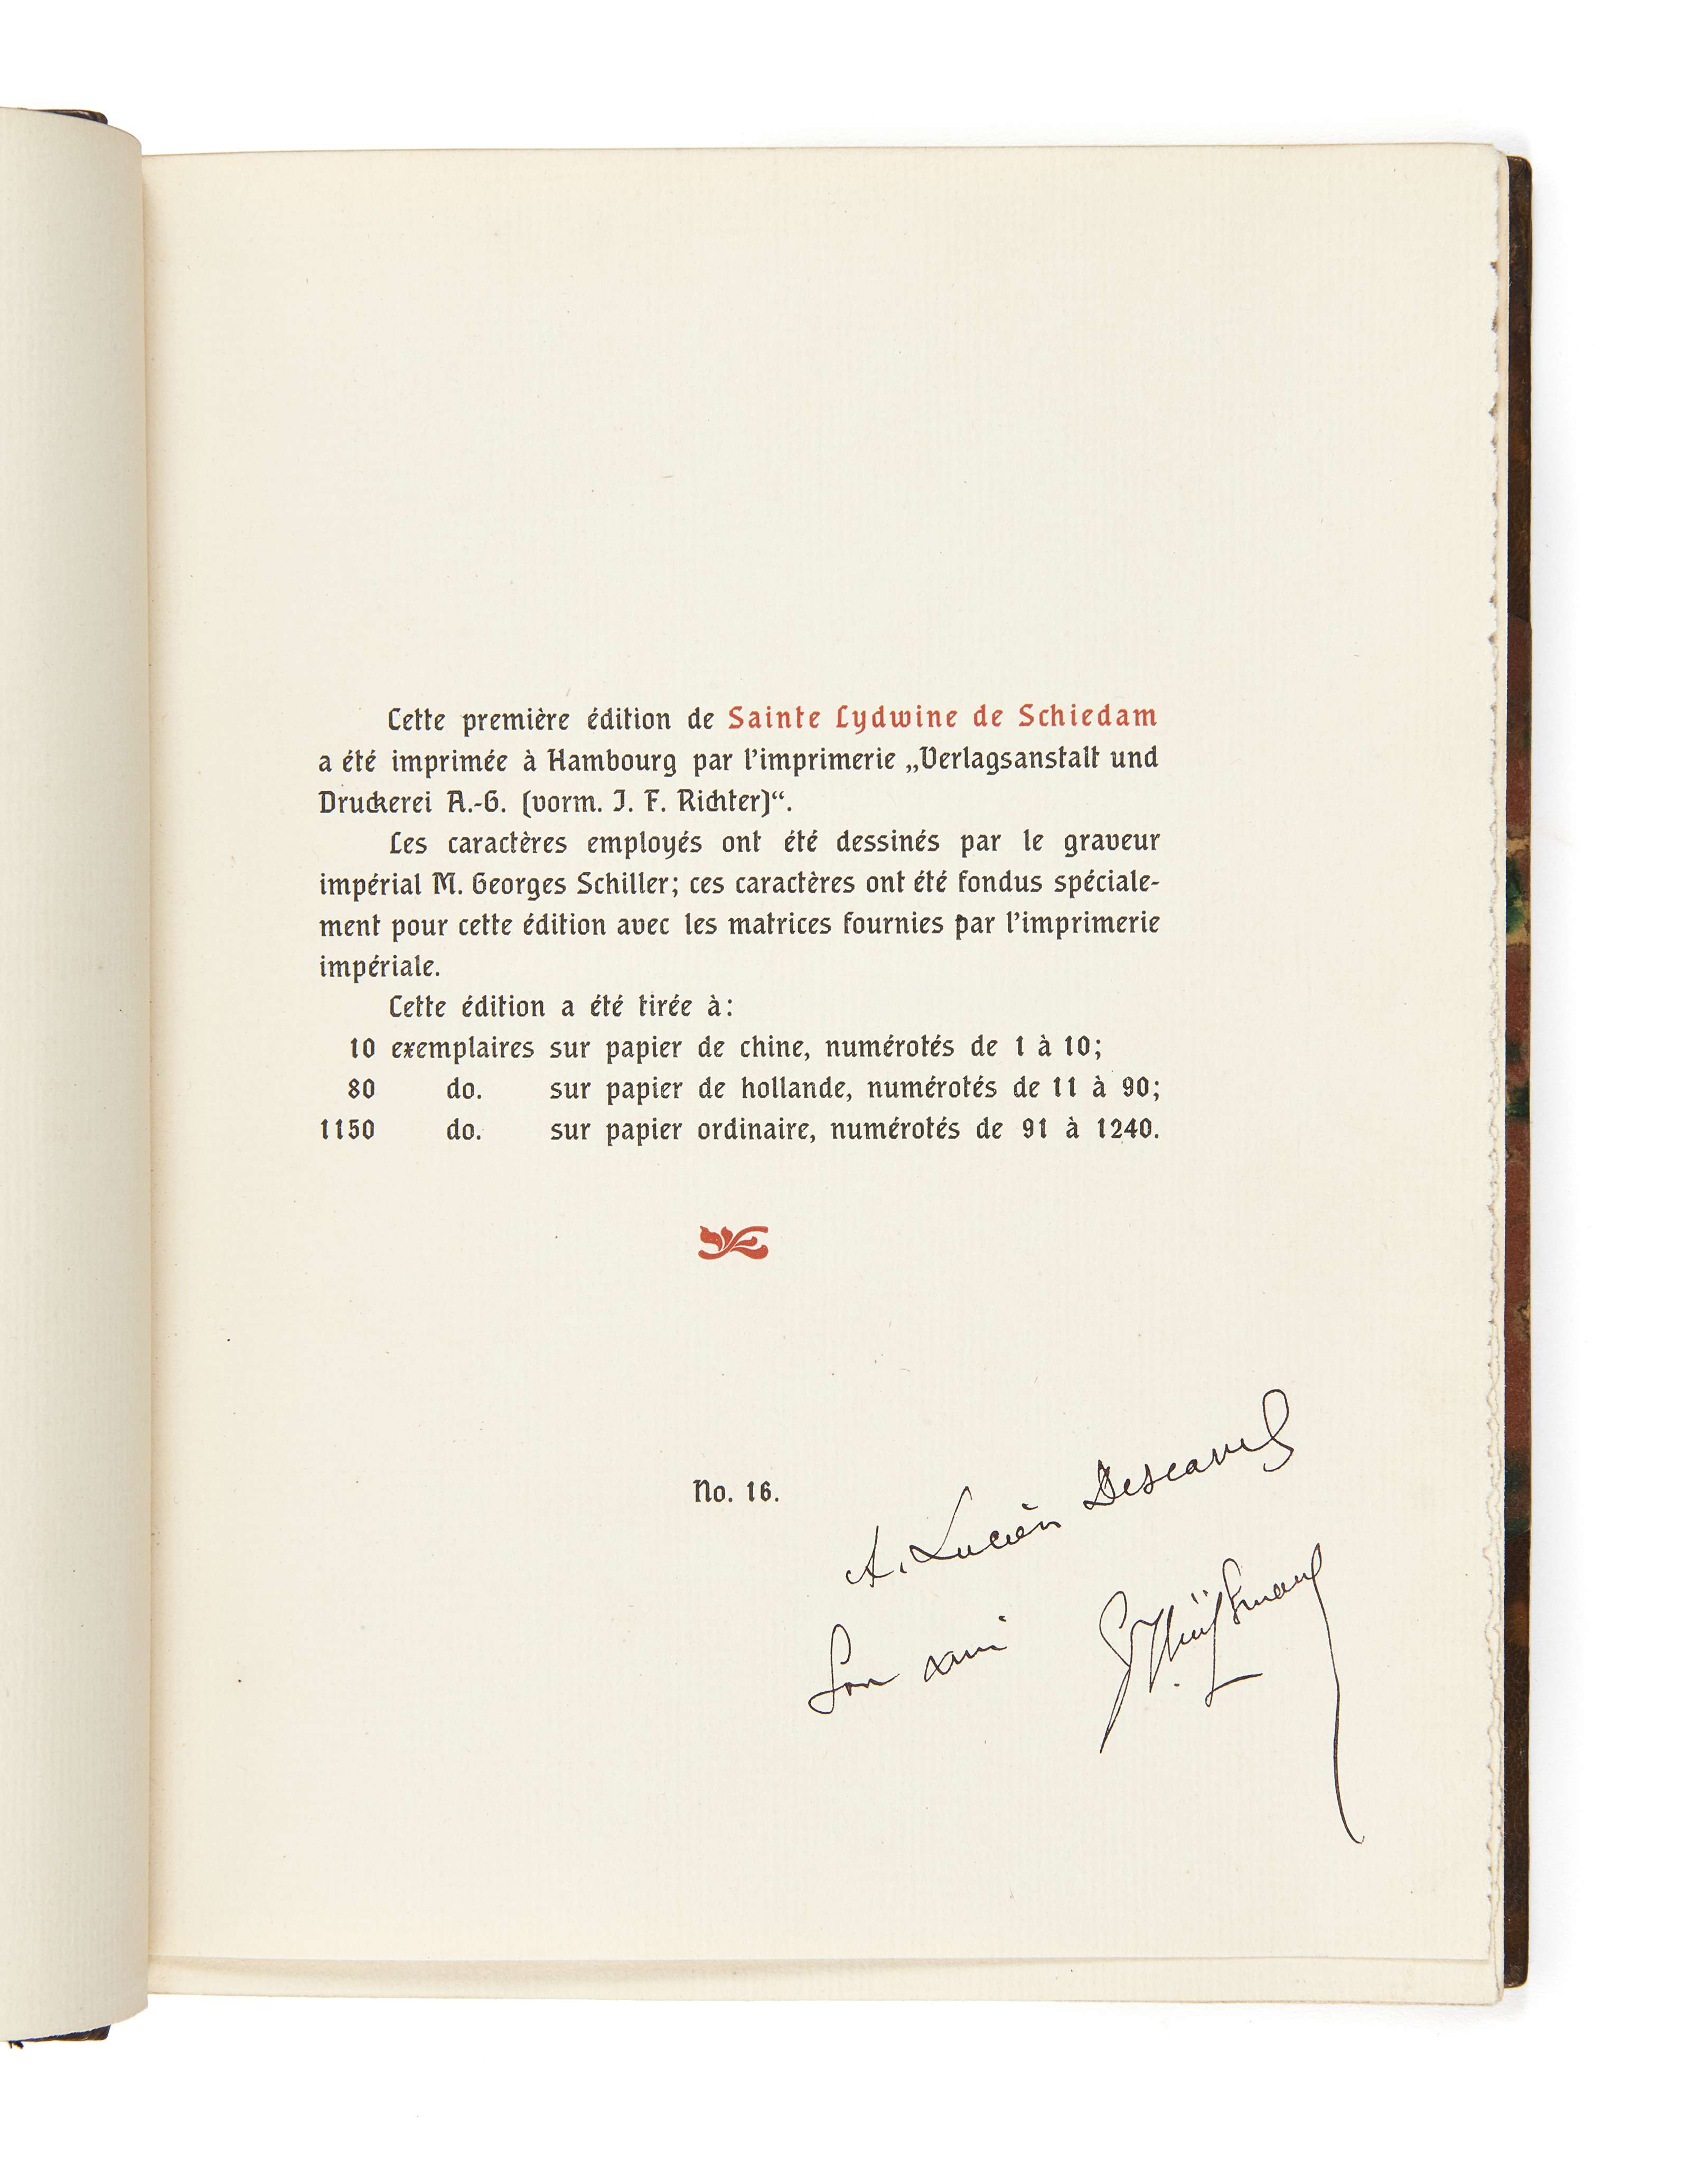 Cette première édition de Sainte Lydwine de Schiedam
a été imprimée à Hambourg par l'imprimerie „Verlagsanstalt und
Druckerei A.-G. (vorm. J. F. Richter)“.
Les caractères employés ont été dessinés par le graveur
impérial M. Georges Schiller; ces caractères ont été fondus spéciale-
ment pour cette édition avec les matrices fournies par l'imprimerie
impériale.
Cette édition a été tirée à:
10 exemplaires sur papier de chine, numérotés de 1 à 10;
80 do. sur papier de hollande, numérotés de 11 à 90;
1150 do. sur papier ordinaire, numérotés de 91 à 1240.
No. 16.
A. Lucien Descaves
Son ami
G Huÿsmans